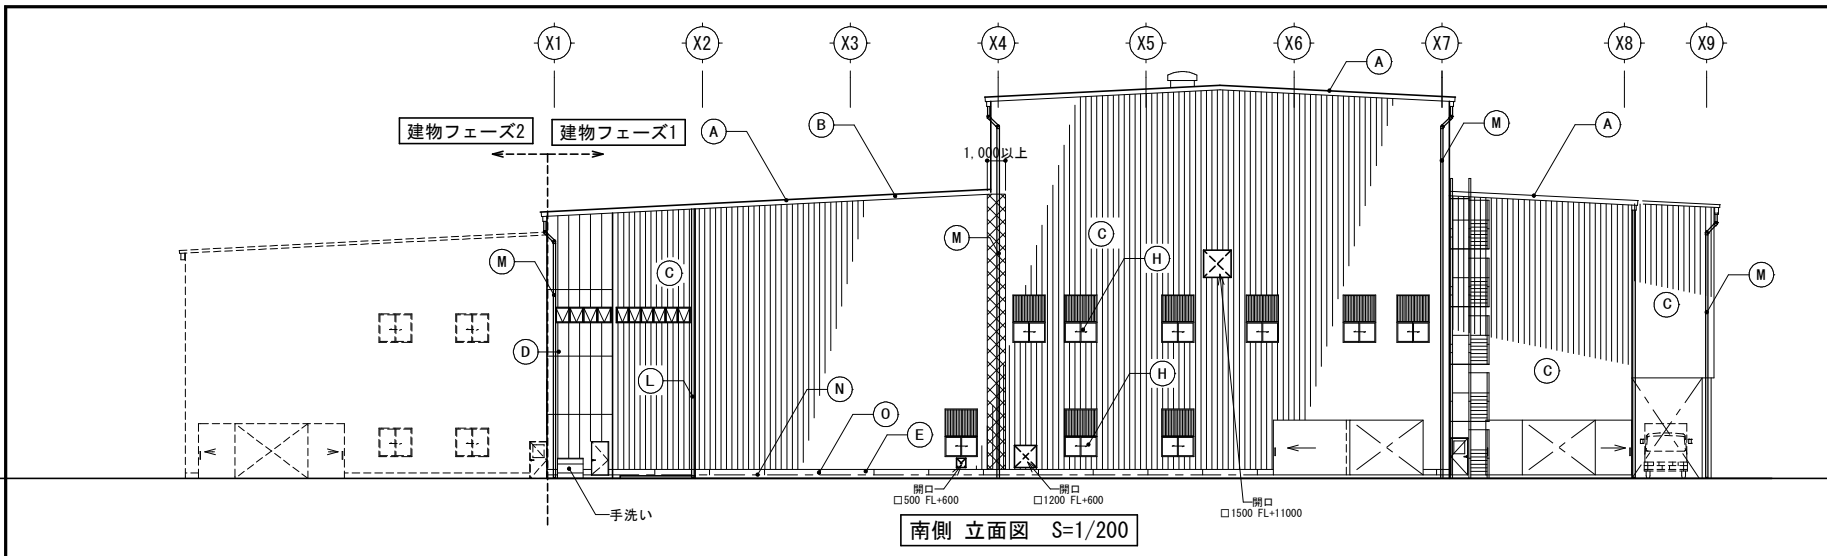 X1 X2 X3 X4 X5 X6 X7 X8 X9
A
建物フェーズ2 建物フェーズ1 A B M A
1,000以上
M C C H M
C
D
L N H C
O
E
開口
□500 FL+600
開口
□1200 FL+600
開口
□1500 FL+11000
手洗い
南側 立面図 S=1/200